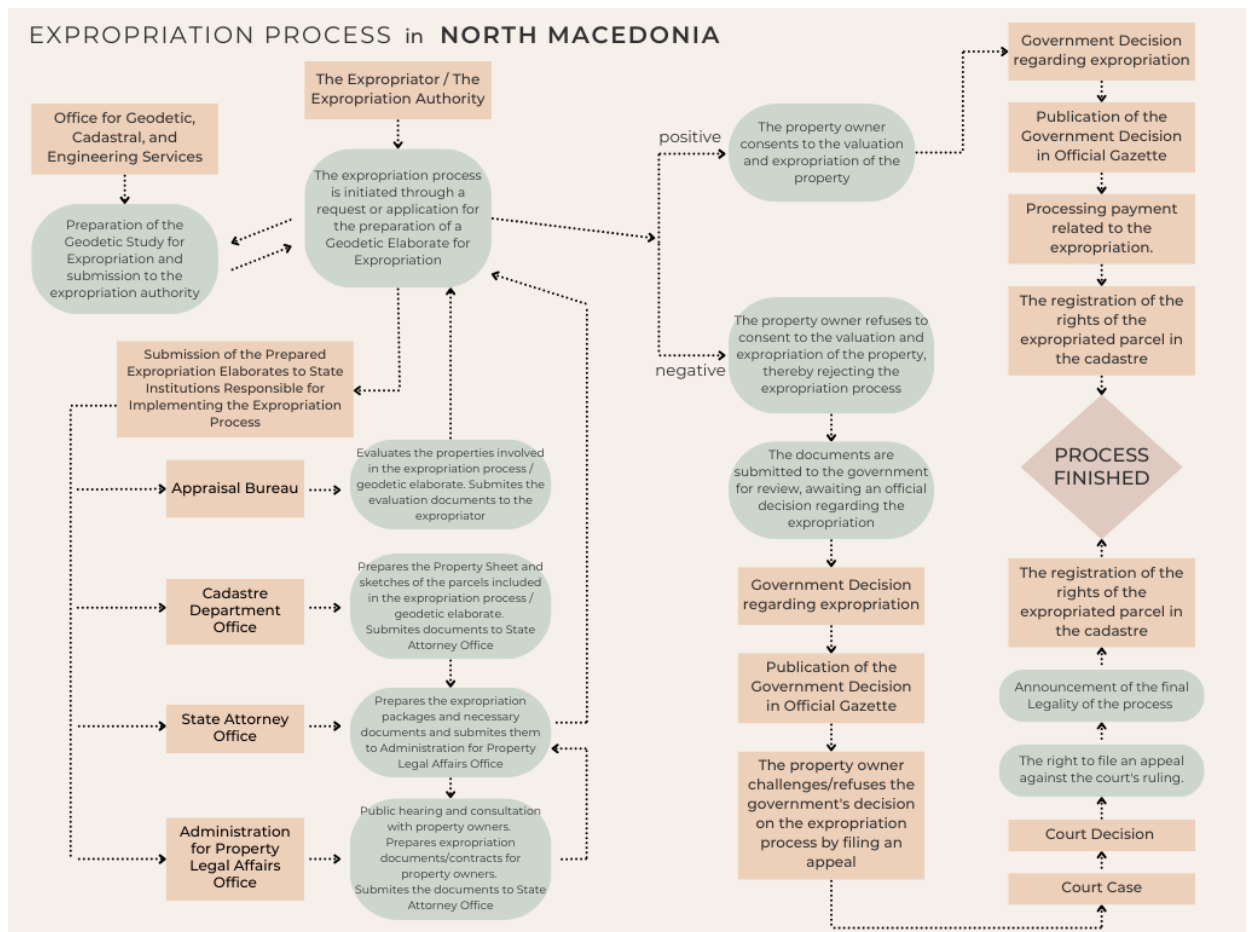 EXPROPRIATION PROCESS in NORTH MACEDONIA
Office for Geodetic,
Cadastral, and
Engineering Services
Preparation of the
Geodetic Study for
Expropriation and
submission to the
expropriation authority
The Expropriator / The
Expropriation Authority
The expropriation process
is initiated through a
request or application for
the preparation of a
Geodetic Elaborate for
Expropriation
Submission of the Prepared
Expropriation Elaborates to State
Institutions Responsible for
Implementing the Expropriation
Process
Appraisal Bureau
Evaluates the properties involved
in the expropriation process /
geodetic elaborate. Submites the
evaluation documents to the
expropriator
Cadastre
Department
Office
Prepares the Property Sheet and
sketches of the parcels included
in the expropriation process /
geodetic elaborate.
Submites documents to State
Attorney Office
State Attorney
Office
Prepares the expropriation
packages and necessary
documents and submites them
to Administration for Property
Legal Affairs Office
Administration
for Property
Legal Affairs
Office
Public hearing and consultation
with property owners.
Prepares expropriation
documents/contracts for
property owners.
Submites the documents to State
Attorney Office
positive
The property owner
consents to the valuation
and expropriation of the
property
negative
The property owner refuses to
consent to the valuation and
expropriation of the property,
thereby rejecting the
expropriation process
The documents are
submitted to the government
for review, awaiting an official
decision regarding the
expropriation
Government Decision
regarding expropriation
Publication of the
Government Decision
in Official Gazette
The property owner
challenges/refuses the
government's decision
on the expropriation
process by filing an
appeal
Government Decision
regarding expropriation
Publication of the
Government Decision
in Official Gazette
Processing payment
related to the
expropriation.
The registration of the
rights of the
expropriated parcel in
the cadastre
PROCESS
FINISHED
The registration of the
rights of the
expropriated parcel in
the cadastre
Announcement of the final
Legality of the process
The right to file an appeal
against the court's ruling.
Court Decision
Court Case